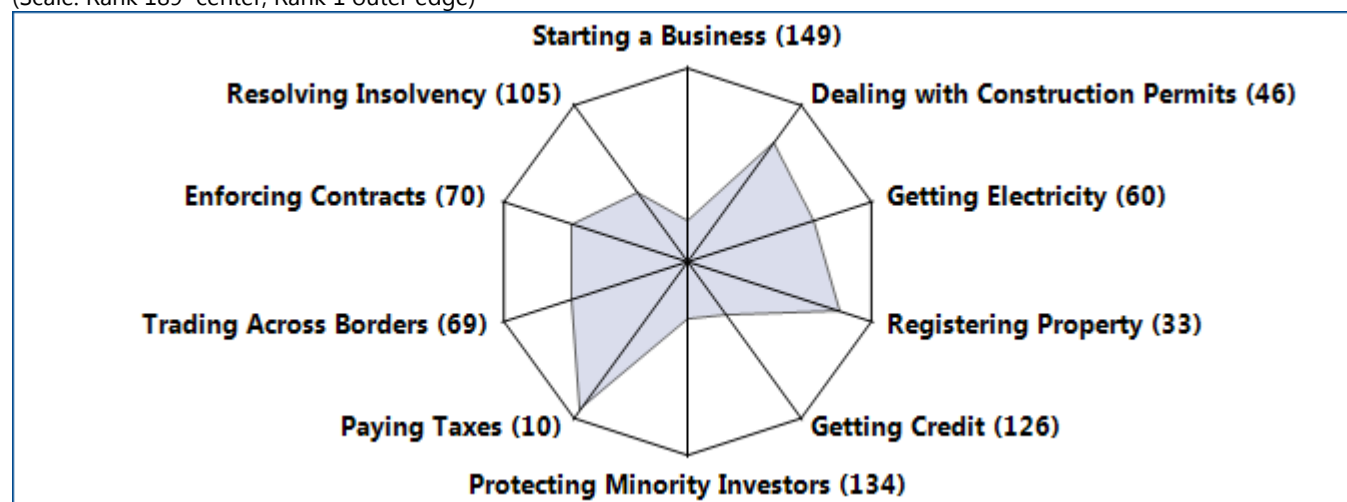 (Scale: Rank 189 center, Rank 1 outer edge)
Starting a Business (149)
Resolving Insolvency (105)
Dealing with Construction Permits (46)
Enforcing Contracts (70)
Getting Electricity (60)
Trading Across Borders (69)
Registering Property (33)
Paying Taxes (10)
Getting Credit (126)
Protecting Minority Investors (134)